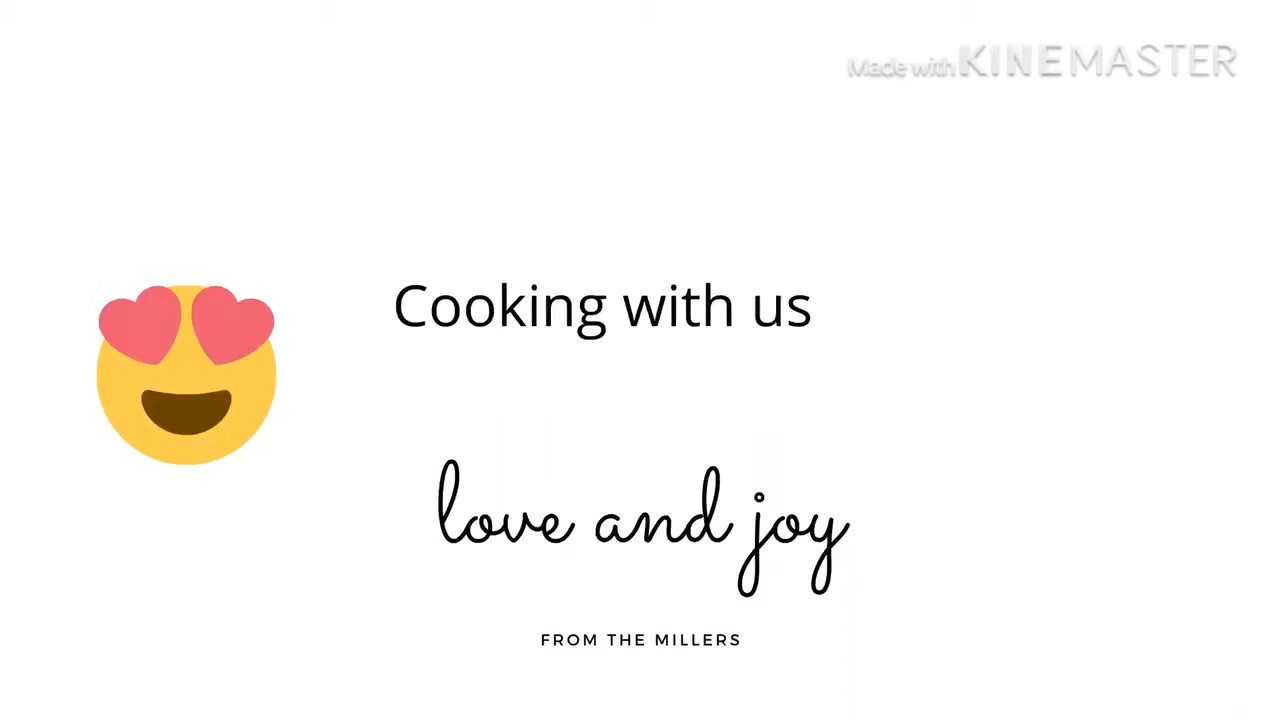 Made with KINEMASTER
Cooking with us
love and joy
FROM THE MILLERS